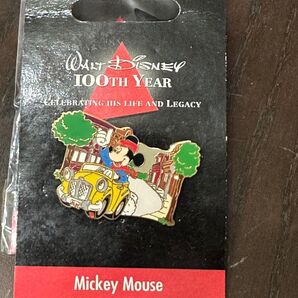 WALT DISNEY
100TH YEAR
CELEBRATING HIS LIFE AND LEGACY
Mickey Mouse